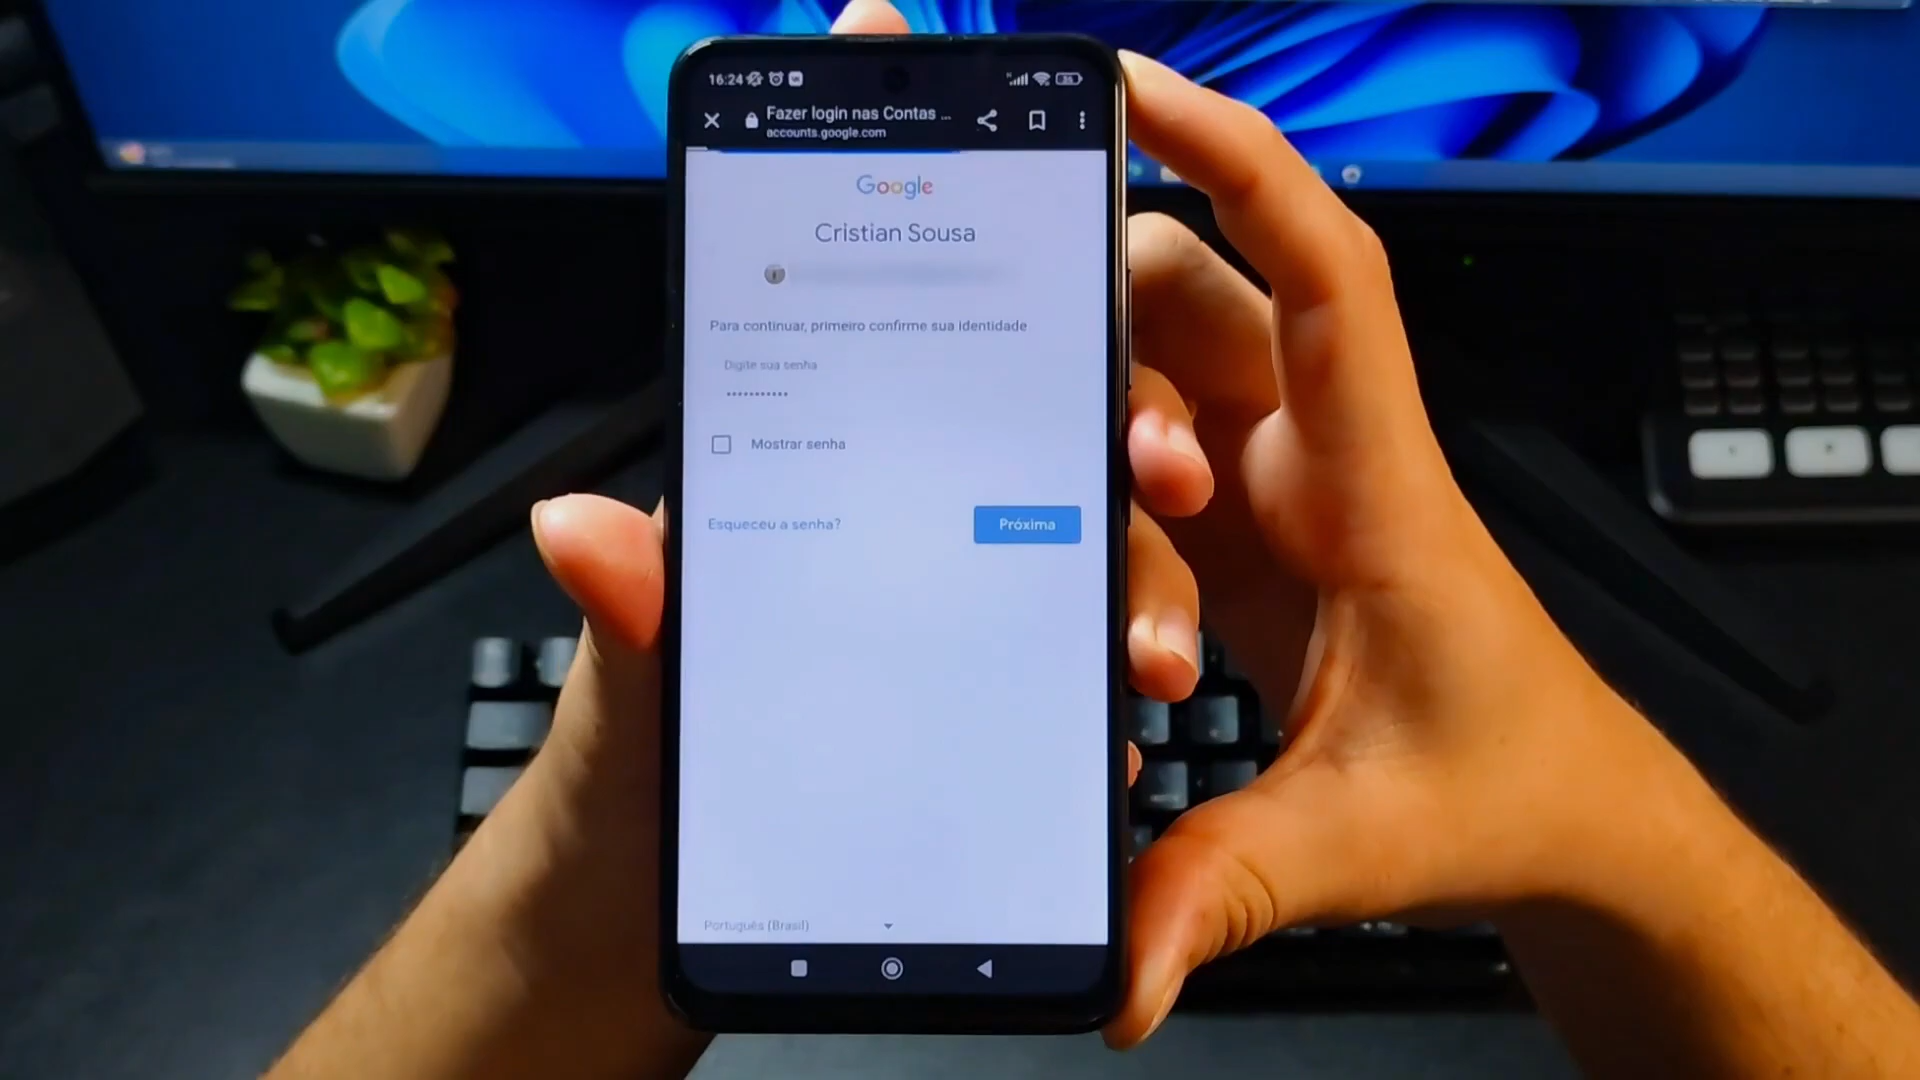 16:24
Fazer login nas Contas ...
accounts.google.com
Google
Cristian Sousa
Para continuar, primeiro confirme sua identidade
Digite sua senha
•••••••••••
Mostrar senha
Esqueceu a senha?
Próxima
Português (Brasil)